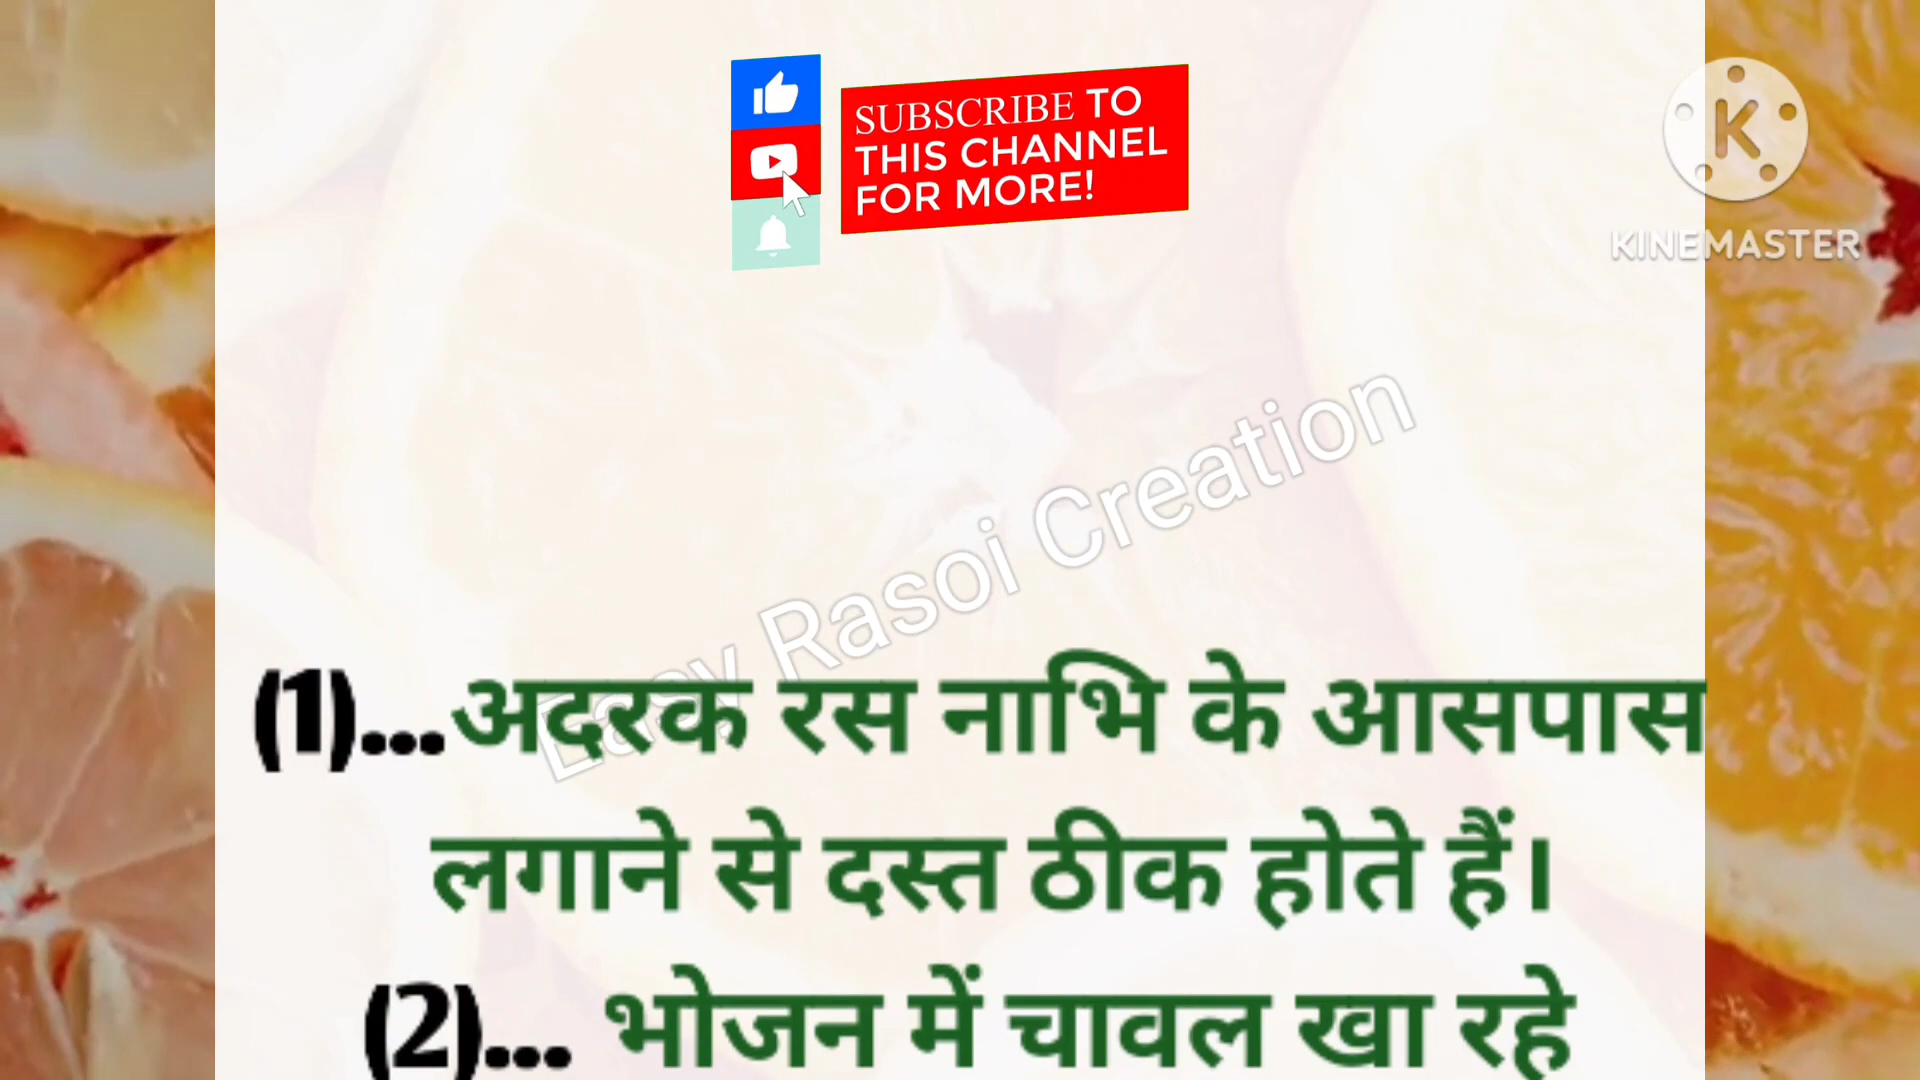 SUBSCRIBE TO
THIS CHANNEL
FOR MORE!
K
KINEMASTER
Easy Rasoi Creation
(1)...अदरक रस नाभि के आसपास
लगाने से दस्त ठीक होते हैं।
(2)... भोजन में चावल खा रहे